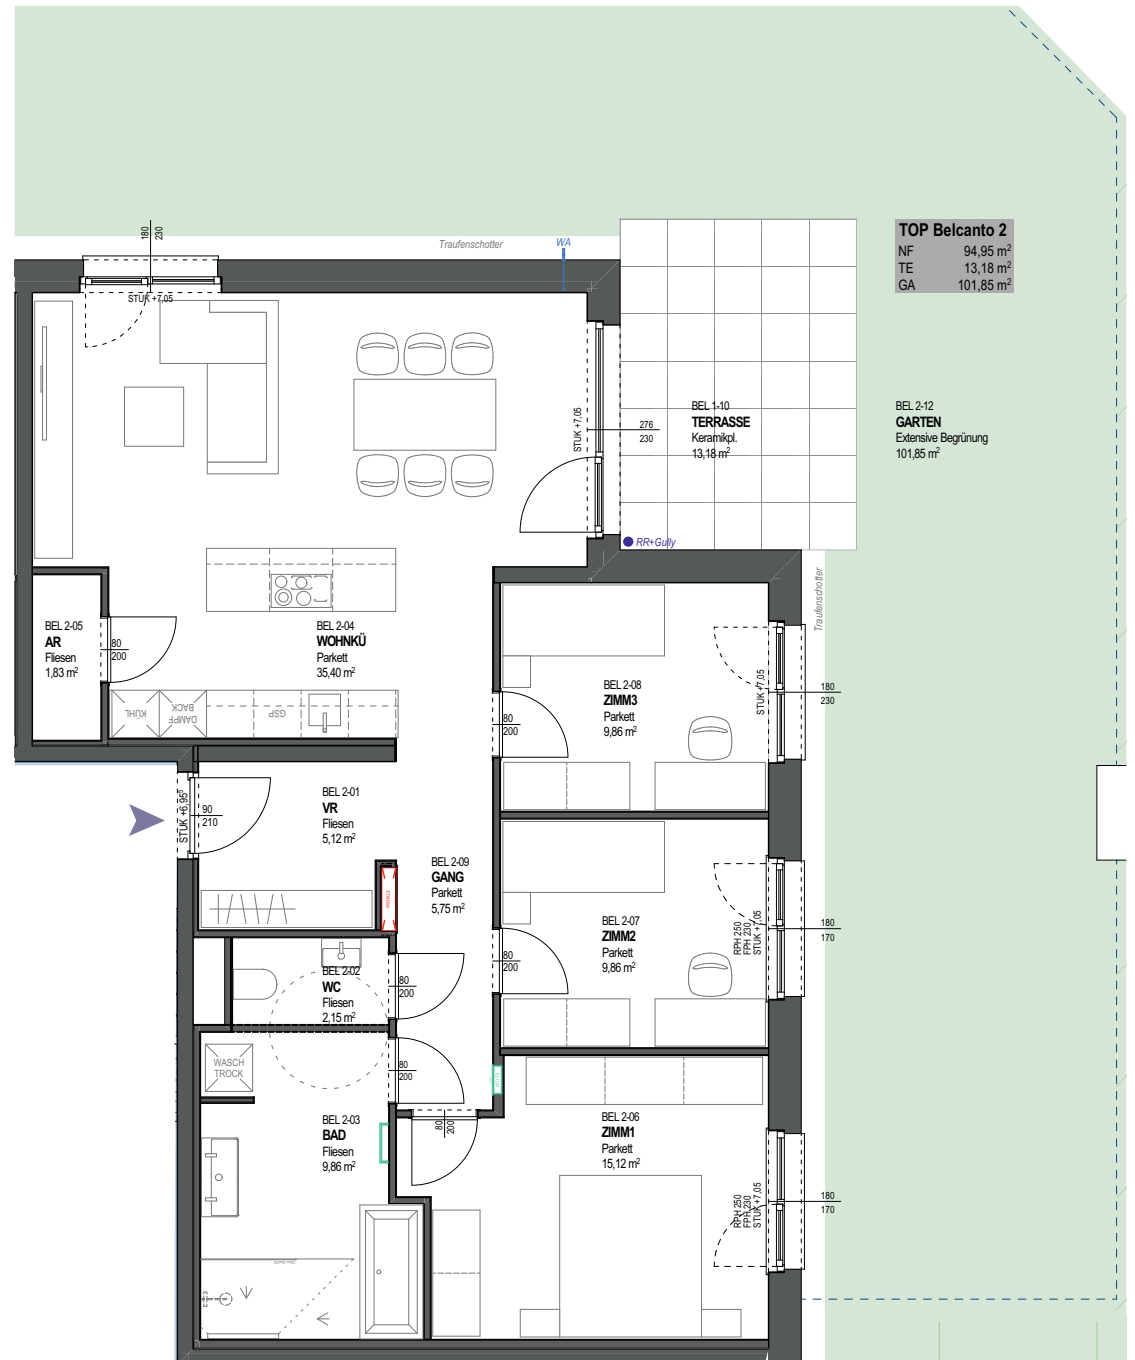 180
230
Traufenschotter
WA
STUK +7,05
TOP Belcanto 2
NF 94,95 m²
TE 13,18 m²
GA 101,85 m²
STUK +7,05
276
230
BEL 1-10
TERRASSE
Keramikpl.
13,18 m²
BEL 2-12
GARTEN
Extensive Begrünung
101,85 m²
RR+Gully
Traufenschotter
BEL 2-05
AR
Fliesen
1,83 m²
80
200
BEL 2-04
WOHNKÜ
Parkett
35,40 m²
KÜHL
DAMPF
BACK
GSP
BEL 2-08
ZIMM3
Parkett
9,86 m²
80
200
STUK +7,05
180
230
STUK +6,95⁵
90
210
BEL 2-01
VR
Fliesen
5,12 m²
BEL 2-09
GANG
Parkett
5,75 m²
BEL 2-07
ZIMM2
Parkett
9,86 m²
80
200
RPH 250
FPH 230
STUK +7,05
180
170
BEL 2-02
WC
Fliesen
2,15 m²
80
200
WASCH
TROCK
80
200
BEL 2-03
BAD
Fliesen
9,86 m²
80
200
BEL 2-06
ZIMM1
Parkett
15,12 m²
RPH 250
FPH 230
STUK +7,05
180
170